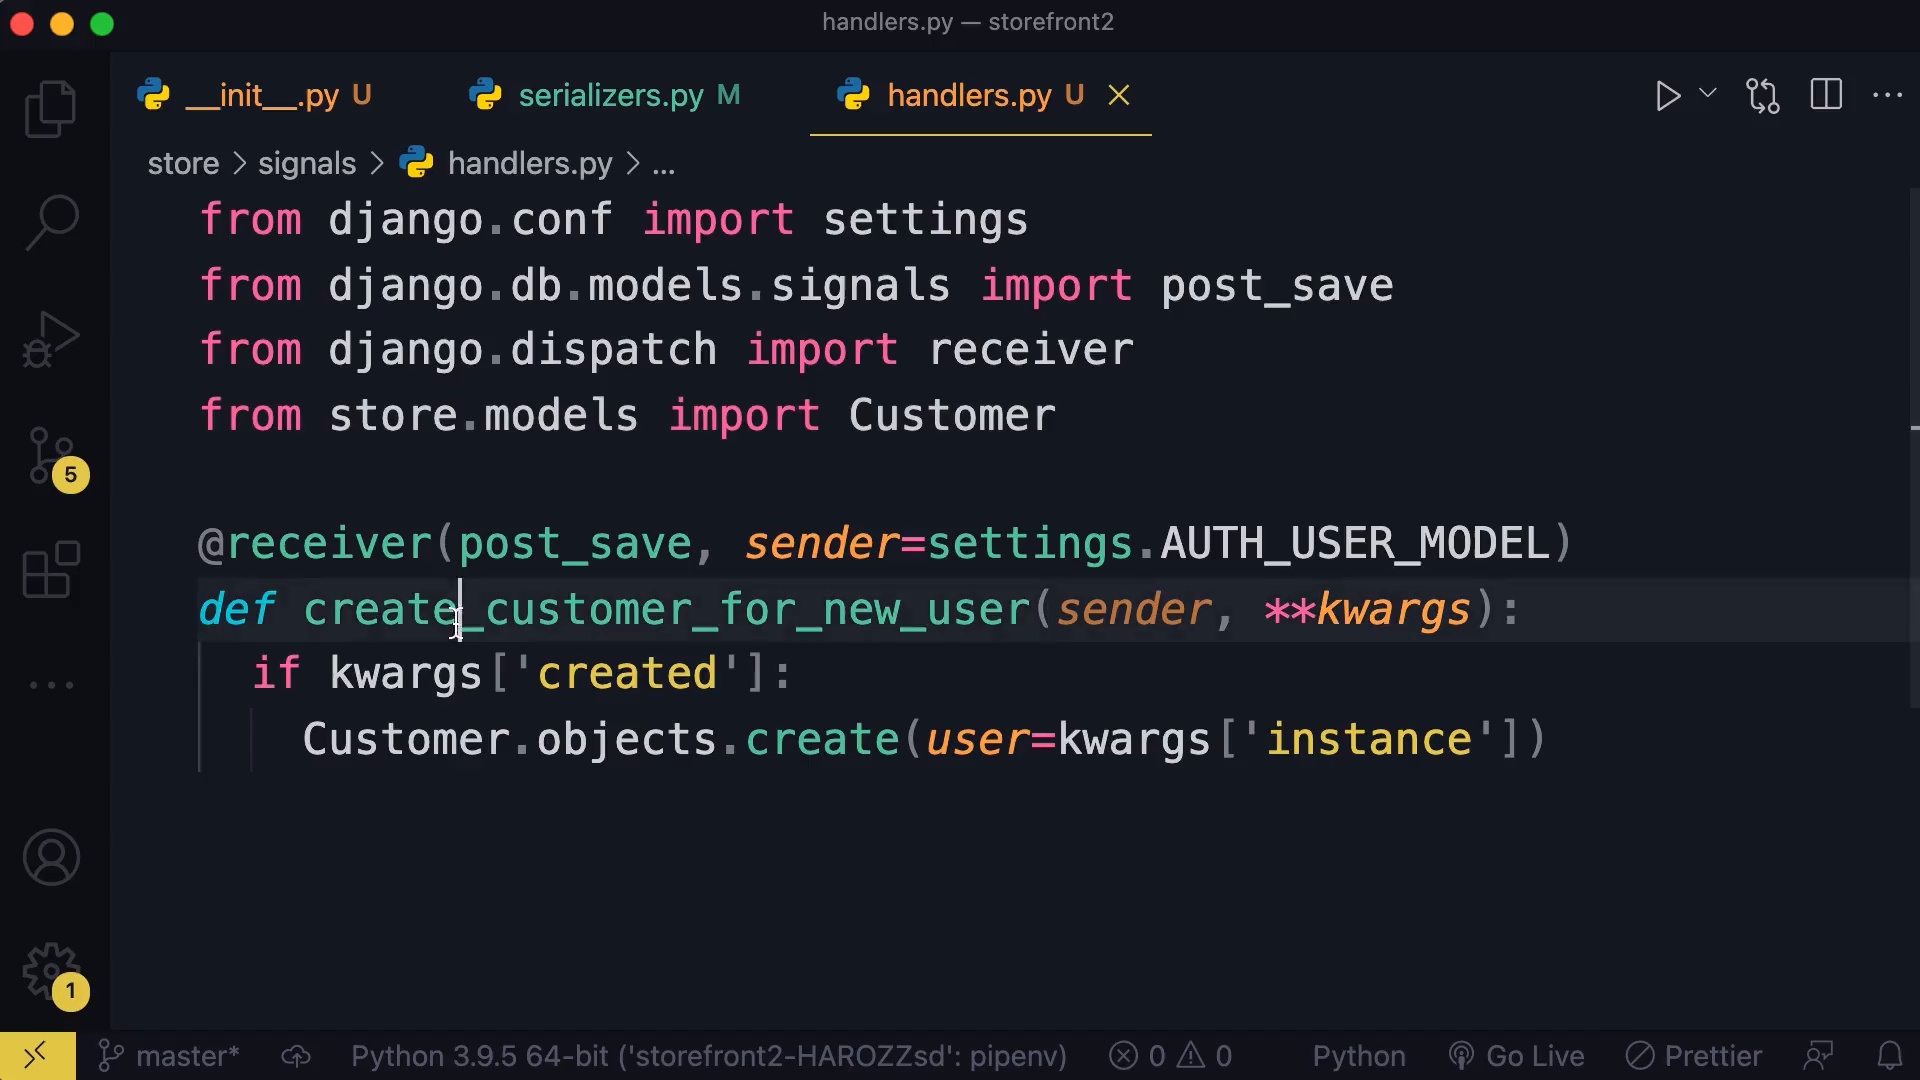 handlers.py — storefront2
__init__.py U
serializers.py M
handlers.py U
store > signals > handlers.py > ...
from django.conf import settings
from django.db.models.signals import post_save
from django.dispatch import receiver
from store.models import Customer
@receiver(post_save, sender=settings.AUTH_USER_MODEL)
def create_customer_for_new_user(sender, **kwargs):
if kwargs['created']:
Customer.objects.create(user=kwargs['instance'])
5
1
master* Python 3.9.5 64-bit ('storefront2-HAROZZsd': pipenv) 0 0 Python Go Live Prettier